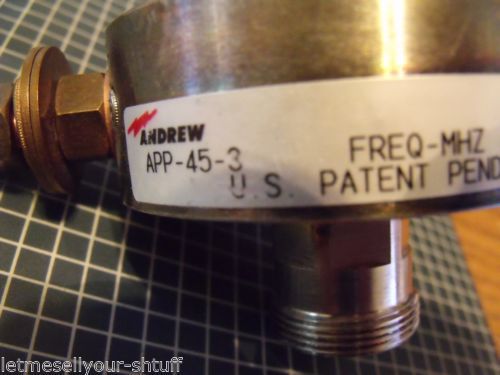 ANDREW
APP-45-3
FREQ-MHZ
U.S. PATENT PEND
letmesellyour-shtuff